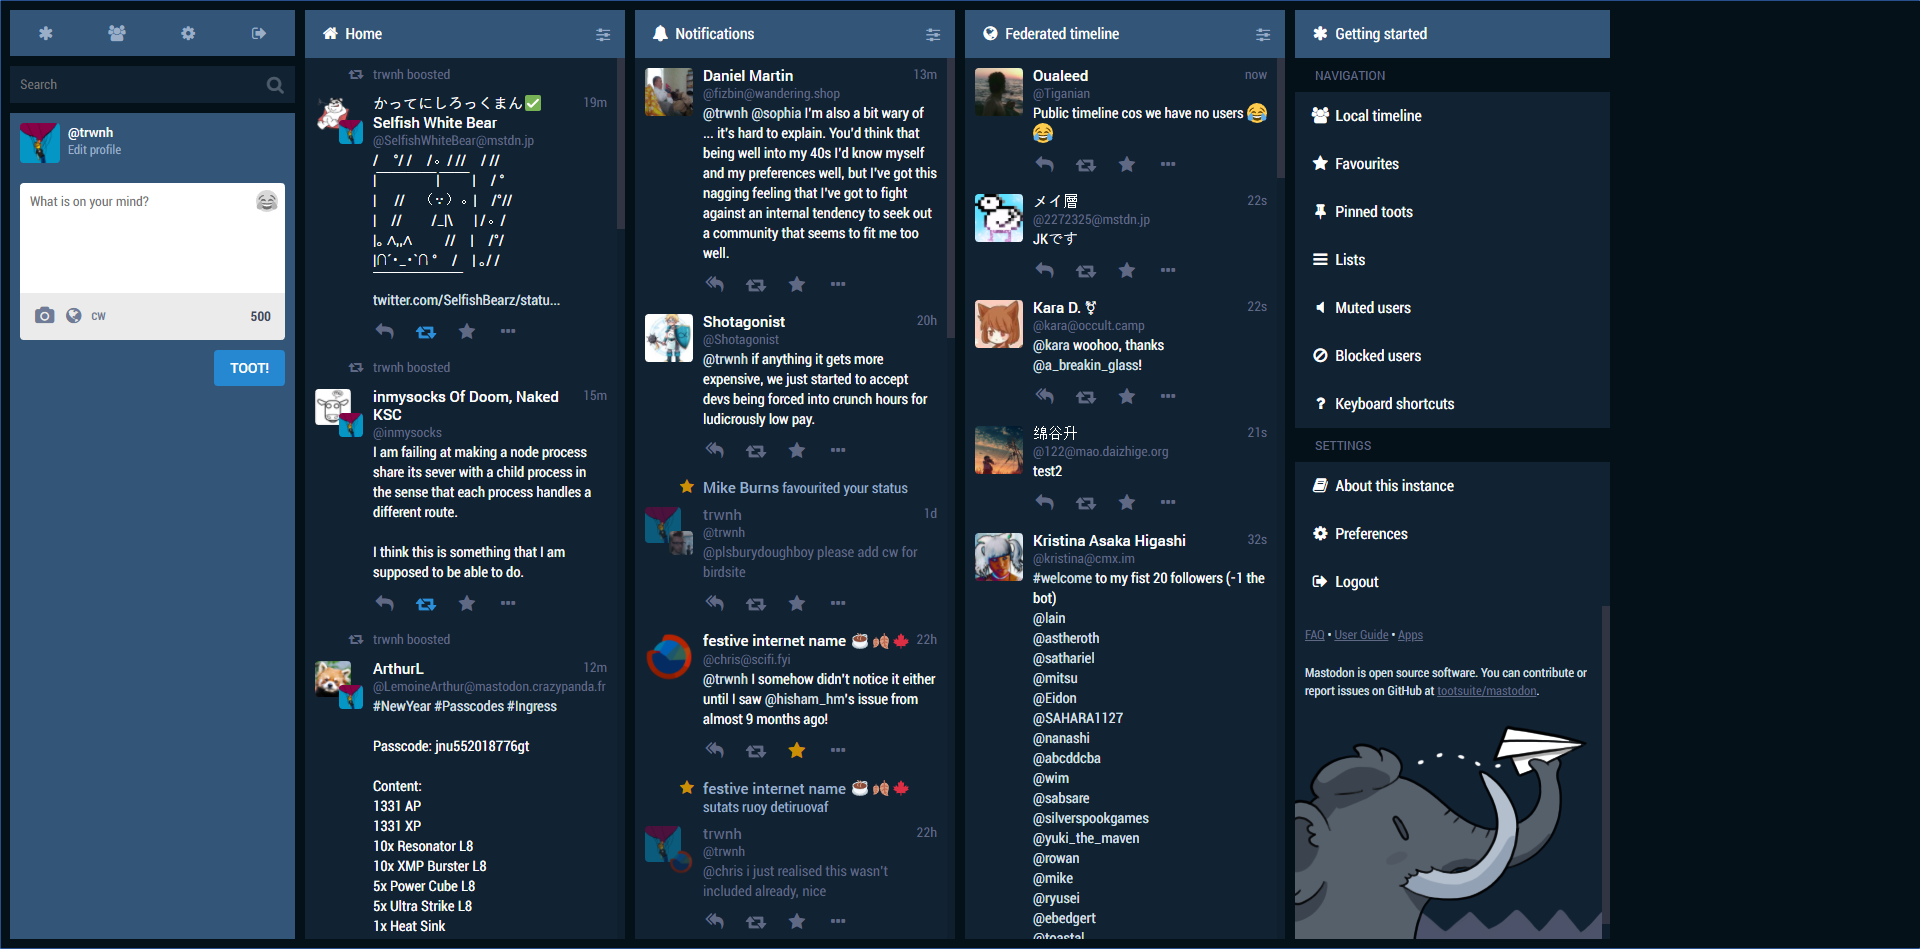 Search
@trwnh
Edit profile
What is on your mind?
CW
500
TOOT!
Home
trwnh boosted
かってにしろっくまん✅
19m
Selfish White Bear
@SelfishWhiteBear@mstdn.jp
twitter.com/SelfishBearz/statu...
trwnh boosted
inmysocks Of Doom, Naked
15m
KSC
@inmysocks
I am failing at making a node process
share its sever with a child process in
the sense that each process handles a
different route.
I think this is something that I am
supposed to be able to do.
trwnh boosted
ArthurL
12m
@LemoineArthur@mastodon.crazypanda.fr
#NewYear #Passcodes #Ingress
Passcode: jnu552018776gt
Content:
1331 AP
1331 XP
10x Resonator L8
10x XMP Burster L8
5x Power Cube L8
5x Ultra Strike L8
1x Heat Sink
Notifications
Daniel Martin
13m
@fizbin@wandering.shop
@trwnh @sophia I'm also a bit wary of
... it's hard to explain. You'd think that
being well into my 40s I'd know myself
and my preferences well, but I've got this
nagging feeling that I've got to fight
against an internal tendency to seek out
a community that seems to fit me too
well.
Shotagonist
20h
@Shotagonist
@trwnh if anything it gets more
expensive, we just started to accept
devs being forced into crunch hours for
ludicrously low pay.
Mike Burns favourited your status
trwnh
1d
@trwnh
@plsburydoughboy please add cw for
birdsite
festive internet name ☕🍂🍁
22h
@chris@scifi.fyi
@trwnh I somehow didn't notice it either
until I saw @hisham_hm's issue from
almost 9 months ago!
festive internet name ☕🍂🍁
sutats ruoy detiruovaf
trwnh
22h
@trwnh
@chris i just realised this wasn't
included already, nice
Federated timeline
Oualeed
now
@Tiganian
Public timeline cos we have no users 😂
😂
メイ層
22s
@2272325@mstdn.jp
JKです
Kara D. ⚧
22s
@kara@occult.camp
@kara woohoo, thanks
@a_breakin_glass!
绵谷升
21s
@122@mao.daizhige.org
test2
Kristina Asaka Higashi
32s
@kristina@cmx.im
#welcome to my fist 20 followers (-1 the
bot)
@lain
@astheroth
@sathariel
@mitsu
@Eidon
@SAHARA1127
@nanashi
@abcddcba
@wim
@sabsare
@silverspookgames
@yuki_the_maven
@rowan
@mike
@ryusei
@ebedgert
@toastal
Getting started
NAVIGATION
Local timeline
Favourites
Pinned toots
Lists
Muted users
Blocked users
Keyboard shortcuts
SETTINGS
About this instance
Preferences
Logout
FAQ • User Guide • Apps
Mastodon is open source software. You can contribute or
report issues on GitHub at tootsuite/mastodon.